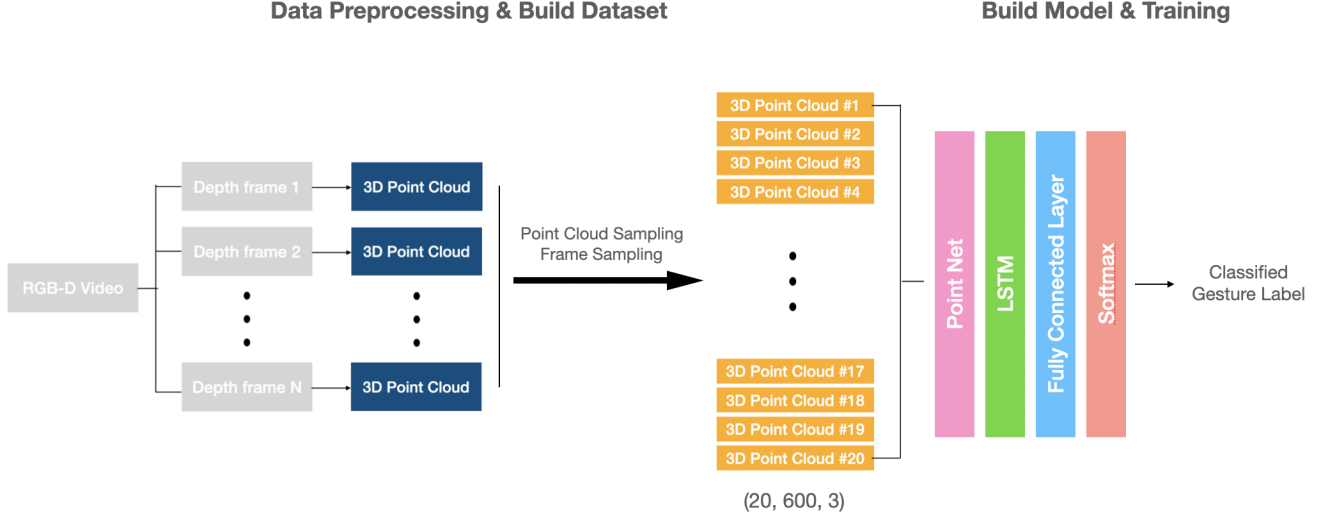 Data Preprocessing & Build Dataset
Build Model & Training
RGB-D Video
Depth frame 1
Depth frame 2
Depth frame N
3D Point Cloud
3D Point Cloud
3D Point Cloud
Point Cloud Sampling
Frame Sampling
3D Point Cloud #1
3D Point Cloud #2
3D Point Cloud #3
3D Point Cloud #4
3D Point Cloud #17
3D Point Cloud #18
3D Point Cloud #19
3D Point Cloud #20
(20, 600, 3)
Point Net
LSTM
Fully Connected Layer
Softmax
Classified
Gesture Label